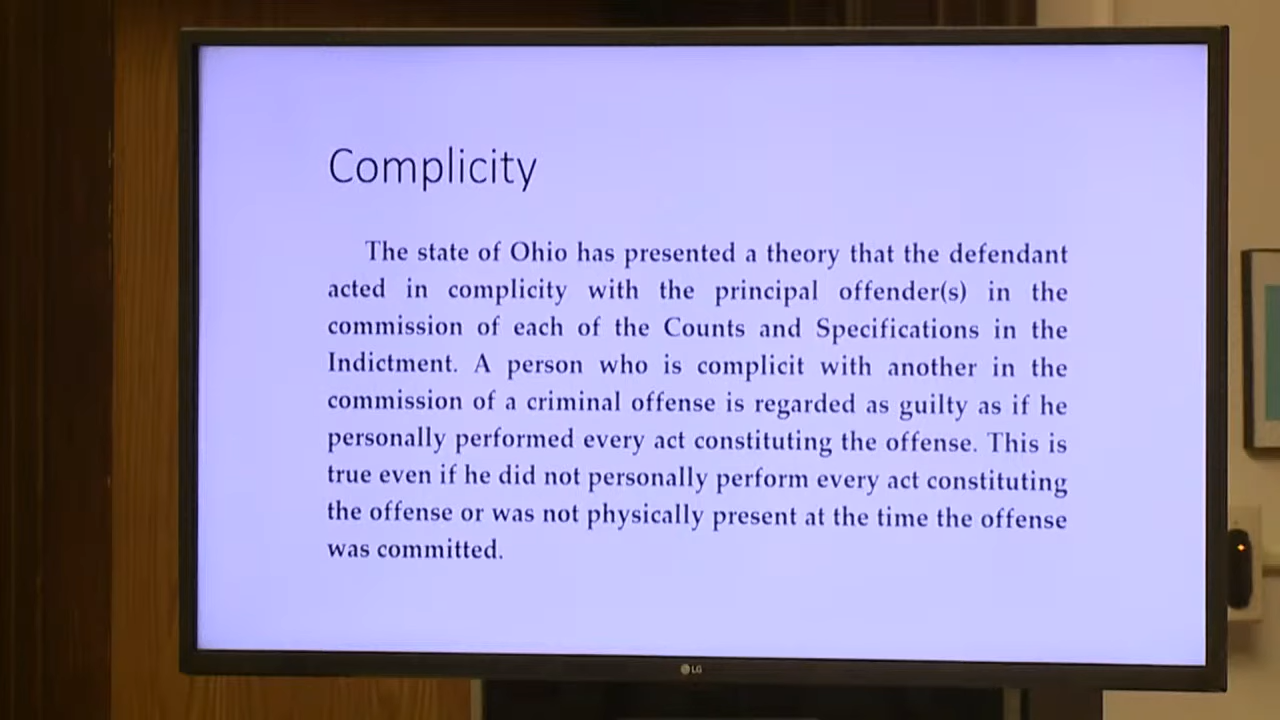 Complicity
The state of Ohio has presented a theory that the defendant
acted in complicity with the principal offender(s) in the
commission of each of the Counts and Specifications in the
Indictment. A person who is complicit with another in the
commission of a criminal offense is regarded as guilty as if he
personally performed every act constituting the offense. This is
true even if he did not personally perform every act constituting
the offense or was not physically present at the time the offense
was committed.
LG